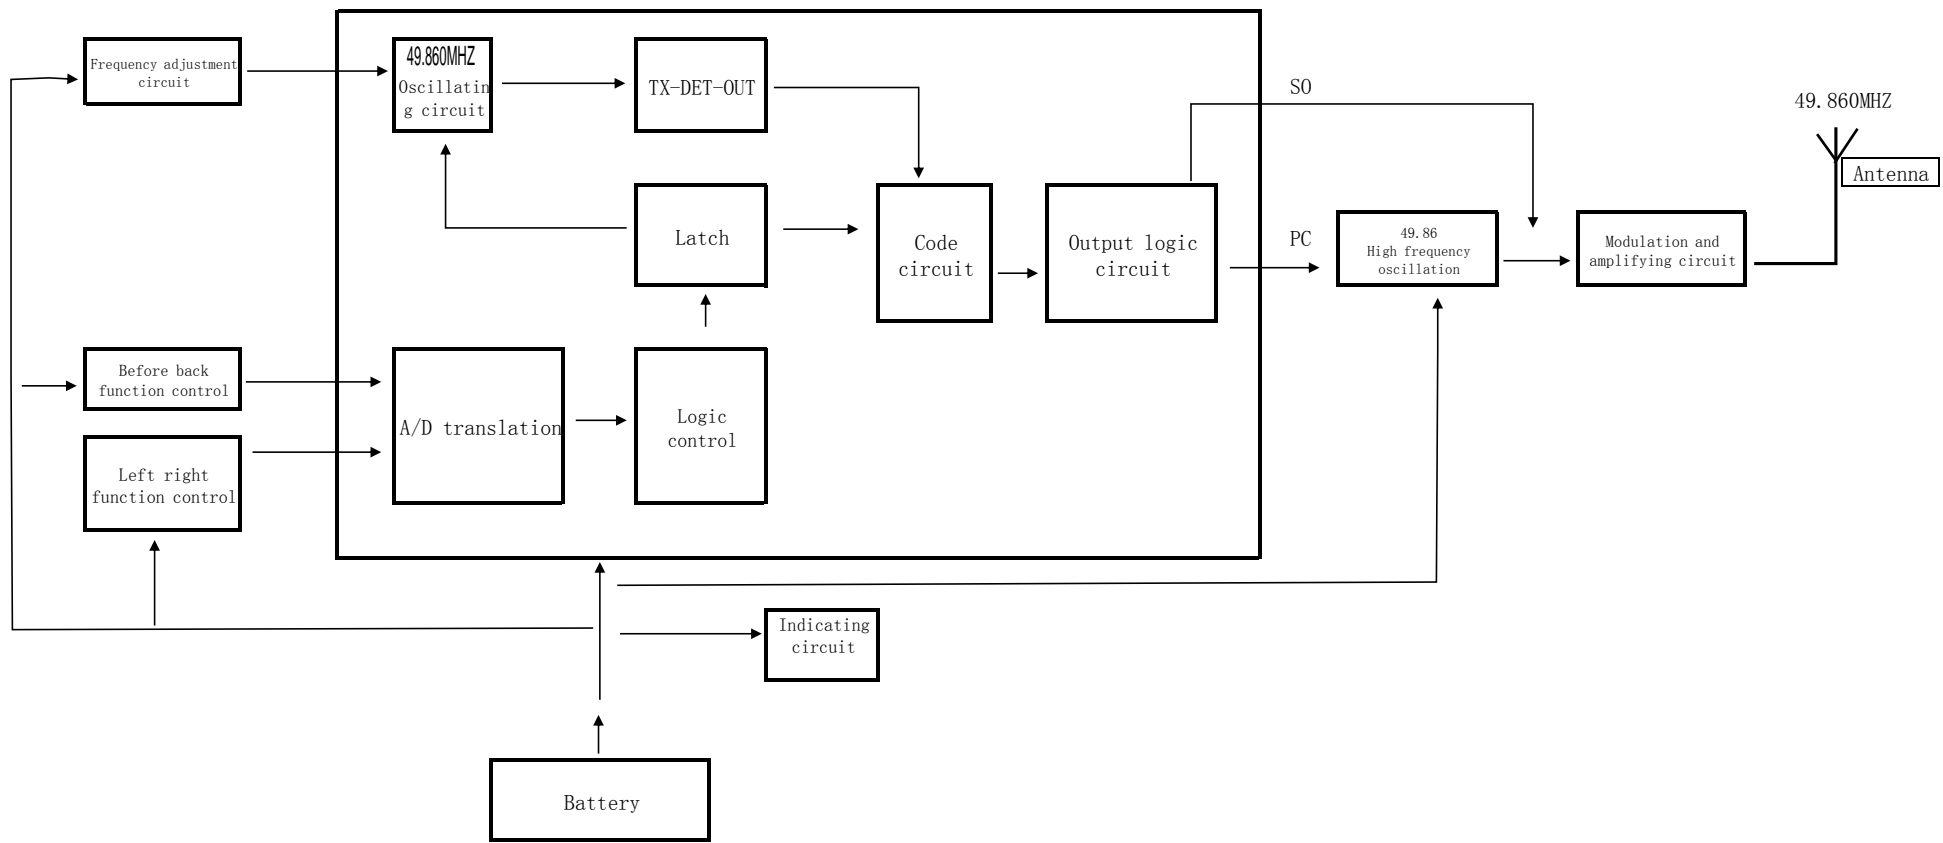 Frequency adjustment
circuit
49.860MHZ
Oscillatin
g circuit
TX-DET-OUT
SO
49.860MHZ
Antenna
Latch
Code
circuit
Output logic
circuit
PC
49.86
High frequency
oscillation
Modulation and
amplifying circuit
Before back
function control
Left right
function control
A/D translation
Logic
control
Indicating
circuit
Battery